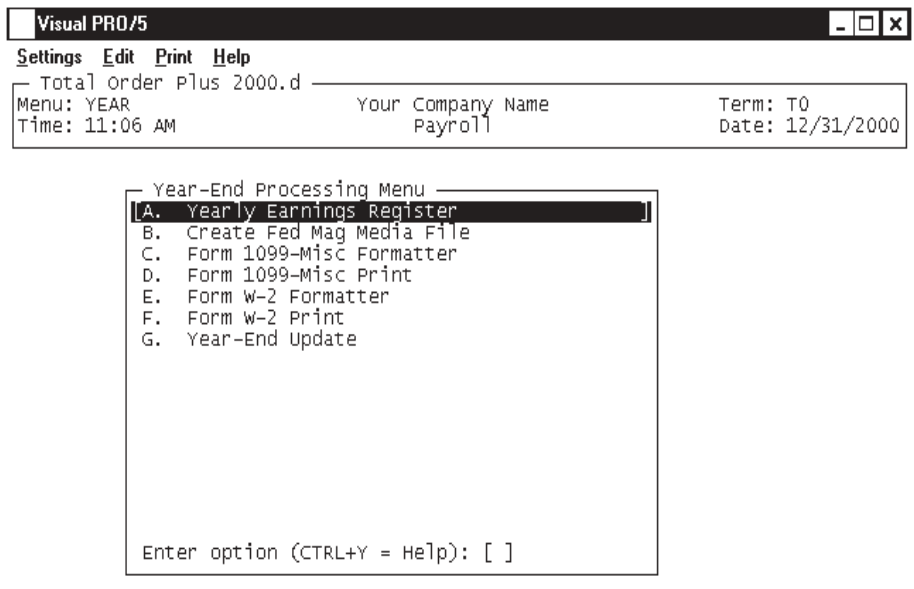 Visual PRO/5
Settings Edit Print Help
Total Order Plus 2000.d
Menu: YEAR Your Company Name Term: T0
Time: 11:06 AM Payroll Date: 12/31/2000
Year-End Processing Menu
[A. Yearly Earnings Register ]
B. Create Fed Mag Media File
C. Form 1099-Misc Formatter
D. Form 1099-Misc Print
E. Form W-2 Formatter
F. Form W-2 Print
G. Year-End Update
Enter option (CTRL+Y = Help): [ ]